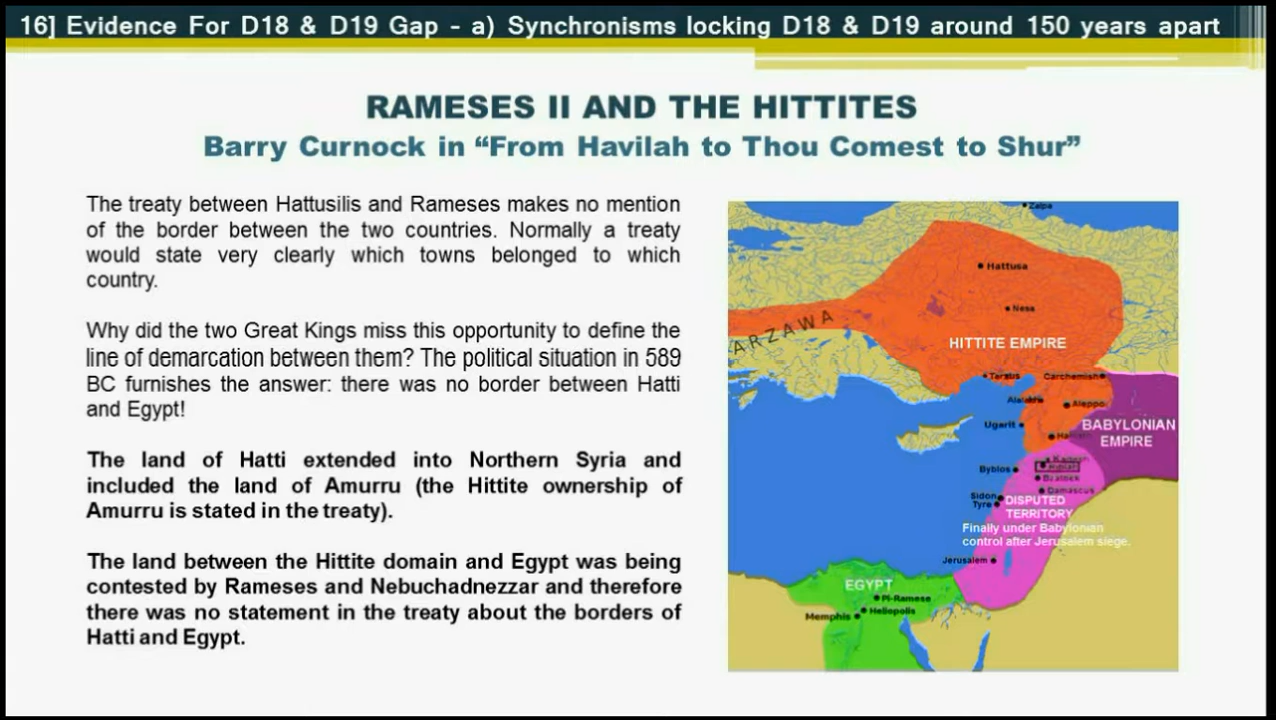 16] Evidence For D18 & D19 Gap - a) Synchronisms locking D18 & D19 around 150 years apart
RAMESES II AND THE HITTITES
Barry Curnock in “From Havilah to Thou Comest to Shur”
The treaty between Hattusilis and Rameses makes no mention
of the border between the two countries. Normally a treaty
would state very clearly which towns belonged to which
country.
Why did the two Great Kings miss this opportunity to define the
line of demarcation between them? The political situation in 589
BC furnishes the answer: there was no border between Hatti
and Egypt!
The land of Hatti extended into Northern Syria and
included the land of Amurru (the Hittite ownership of
Amurru is stated in the treaty).
The land between the Hittite domain and Egypt was being
contested by Rameses and Nebuchadnezzar and therefore
there was no statement in the treaty about the borders of
Hatti and Egypt.
Zalpa
Hattusa
Nesa
ARZAWA
HITTITE EMPIRE
Tarsus
Carchemish
Aleppo
Ugarit
BABYLONIAN
EMPIRE
Byblos
Damascus
Sidon
Tyre
DISPUTED
TERRITORY
Finally under Babylonian
control after Jerusalem siege.
Jerusalem
EGYPT
Pi-Ramese
Heliopolis
Memphis